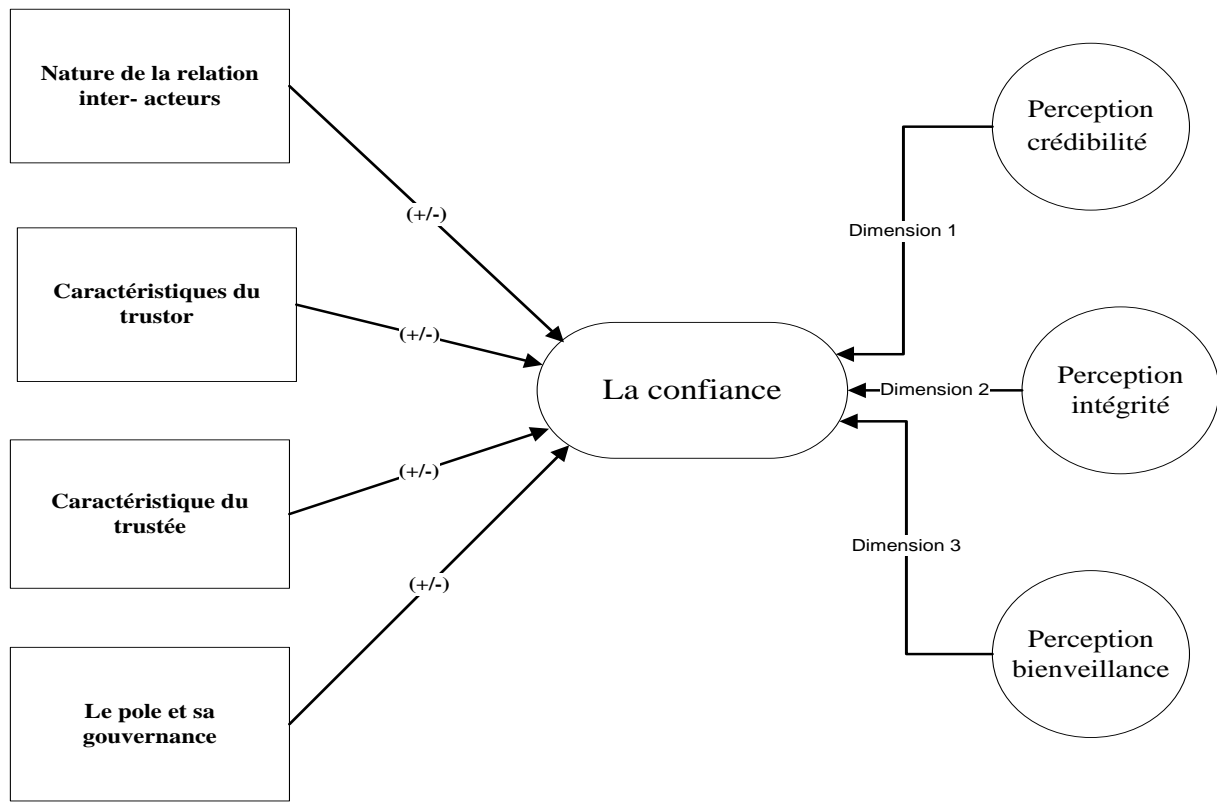 Nature de la relation
inter- acteurs
(+/-)
Caractéristiques du
trustor
(+/-)
Caractéristique du
trustée
(+/-)
Le pole et sa
gouvernance
(+/-)
La confiance
Perception
crédibilité
Dimension 1
Perception
intégrité
Dimension 2
Perception
bienveillance
Dimension 3